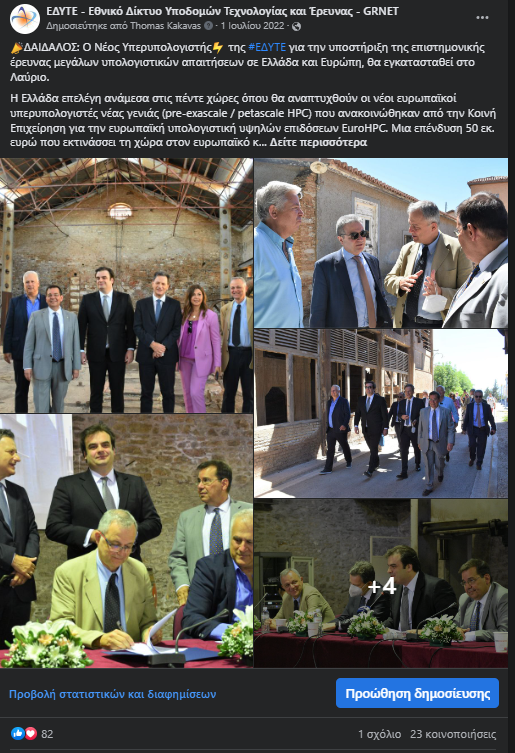 ΕΔΥΤΕ - Εθνικό Δίκτυο Υποδομών Τεχνολογίας και Έρευνας - GRNET
Δημοσιεύτηκε από Thomas Kakavas · 1 Ιουλίου 2022 ·
🎉ΔΑΙΔΑΛΟΣ: Ο Νέος Υπερυπολογιστής⚡ της #ΕΔΥΤΕ για την υποστήριξη της επιστημονικής
έρευνας μεγάλων υπολογιστικών απαιτήσεων σε Ελλάδα και Ευρώπη, θα εγκατασταθεί στο
Λαύριο.
Η Ελλάδα επελέγη ανάμεσα στις πέντε χώρες όπου θα αναπτυχθούν οι νέοι ευρωπαϊκοί
υπερυπολογιστές νέας γενιάς (pre-exascale / petascale HPC) που ανακοινώθηκαν από την Κοινή
Επιχείρηση για την ευρωπαϊκή υπολογιστική υψηλών επιδόσεων EuroHPC. Μια επένδυση 50 εκ.
ευρώ που εκτινάσσει τη χώρα στον ευρωπαϊκό κ... Δείτε περισσότερα
+4
Προβολή στατιστικών και διαφημίσεων
Προώθηση δημοσίευσης
82
1 σχόλιο 23 κοινοποιήσεις